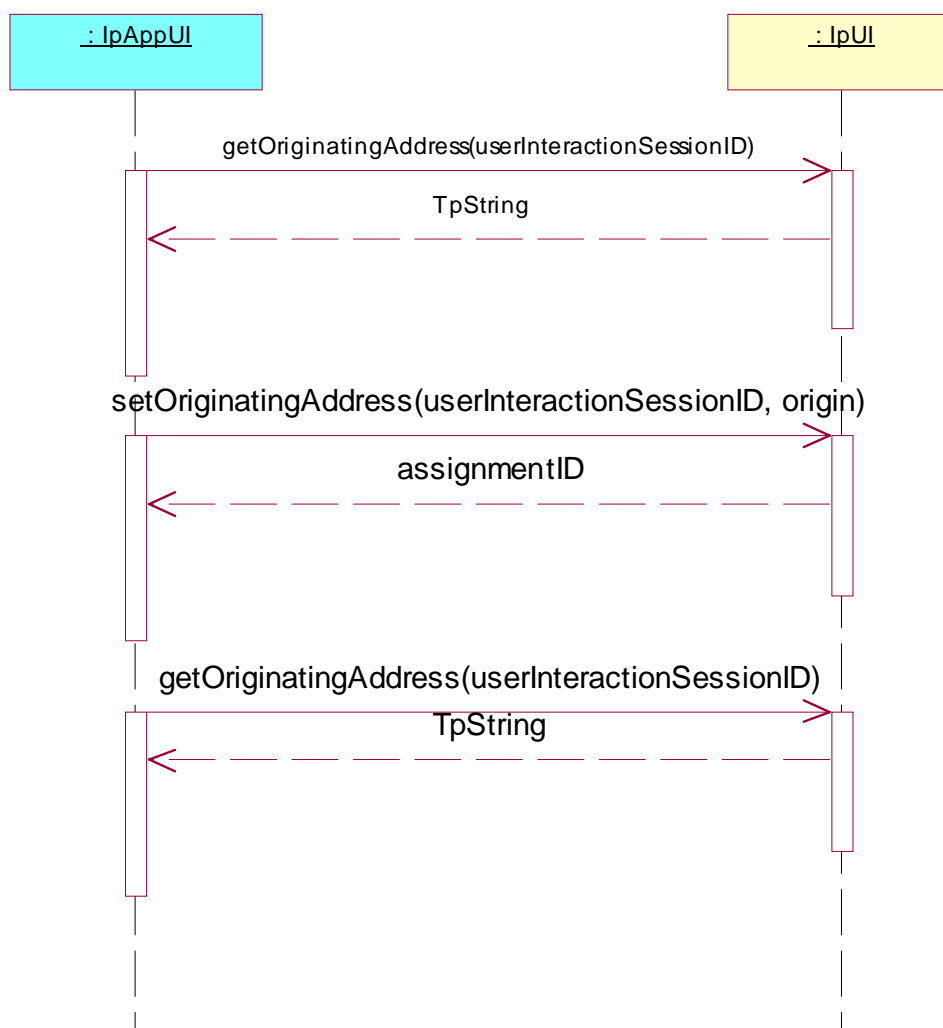 : IpAppUI
: IpUI
getOriginatingAddress(userInteractionSessionID)
TpString
setOriginatingAddress(userInteractionSessionID, origin)
assignmentID
getOriginatingAddress(userInteractionSessionID)
TpString